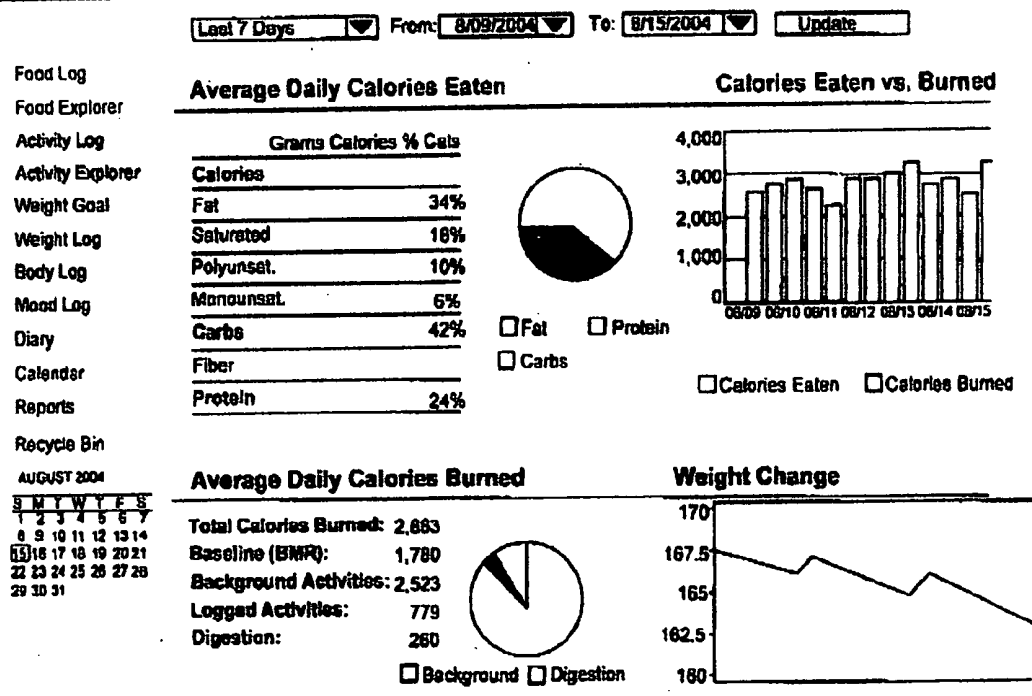 Last 7 Days From: 8/09/2004 To: 8/15/2004 Update
Food Log
Food Explorer
Activity Log
Activity Explorer
Weight Goal
Weight Log
Body Log
Mood Log
Diary
Calendar
Reports
Recycle Bin
AUGUST 2004
S M T W T F S
1 2 3 4 5 6 7
8 9 10 11 12 13 14
15 16 17 18 19 20 21
22 23 24 25 26 27 28
29 30 31
Average Daily Calories Eaten
Grams Calories % Cals
Calories
Fat 34%
Saturated 18%
Polyunsat. 10%
Monounsat. 6%
Carbs 42%
Fiber
Protein 24%
Fat Protein
Carbs
Calories Eaten vs. Burned
4,000
3,000
2,000
1,000
0
08/09 08/10 08/11 08/12 08/13 08/14 08/15
Calories Eaten Calories Burned
Average Daily Calories Burned
Total Calories Burned: 2,883
Baseline (BMR): 1,780
Background Activities: 2,523
Logged Activities: 779
Digestion: 260
Background Digestion
Weight Change
170
167.5
165
162.5
160